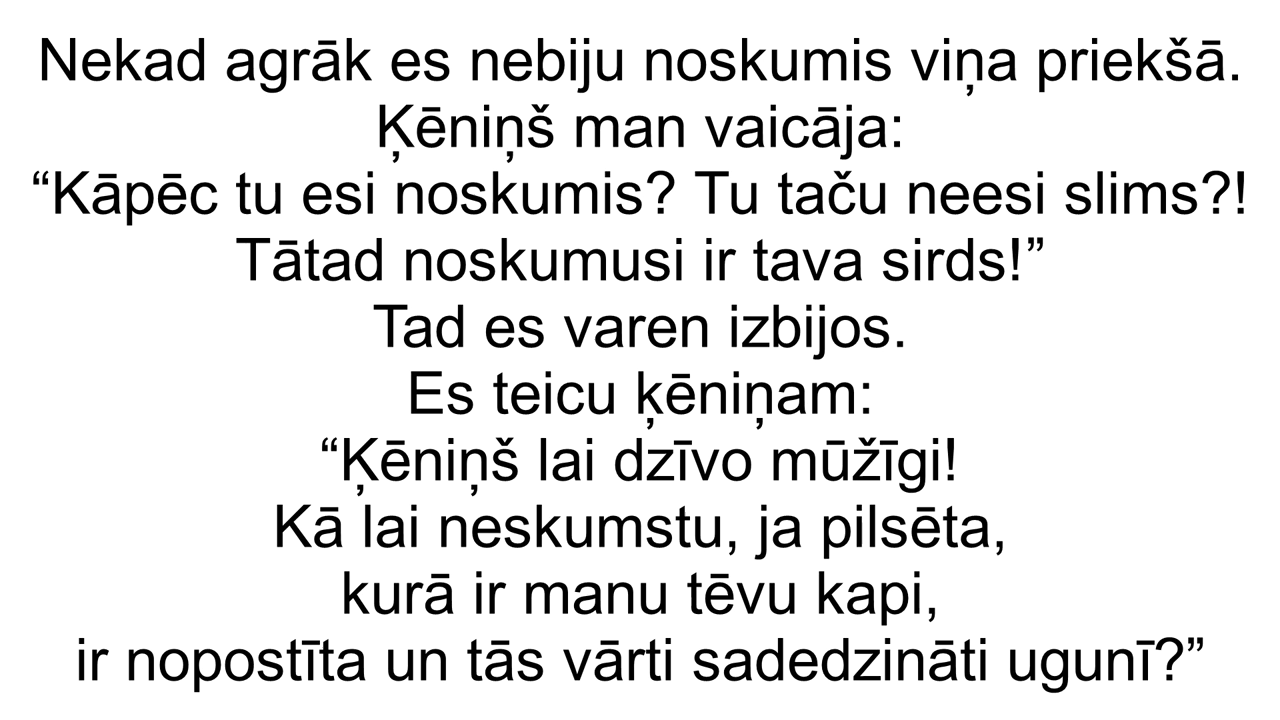 Nekad agrāk es nebiju noskumis viņa priekšā.
Ķēniņš man vaicāja:
“Kāpēc tu esi noskumis? Tu taču neesi slims?!
Tātad noskumusi ir tava sirds!”
Tad es varen izbijos.
Es teicu ķēniņam:
“Ķēniņš lai dzīvo mūžīgi!
Kā lai neskumstu, ja pilsēta,
kurā ir manu tēvu kapi,
ir nopostīta un tās vārti sadedzināti ugunī?”